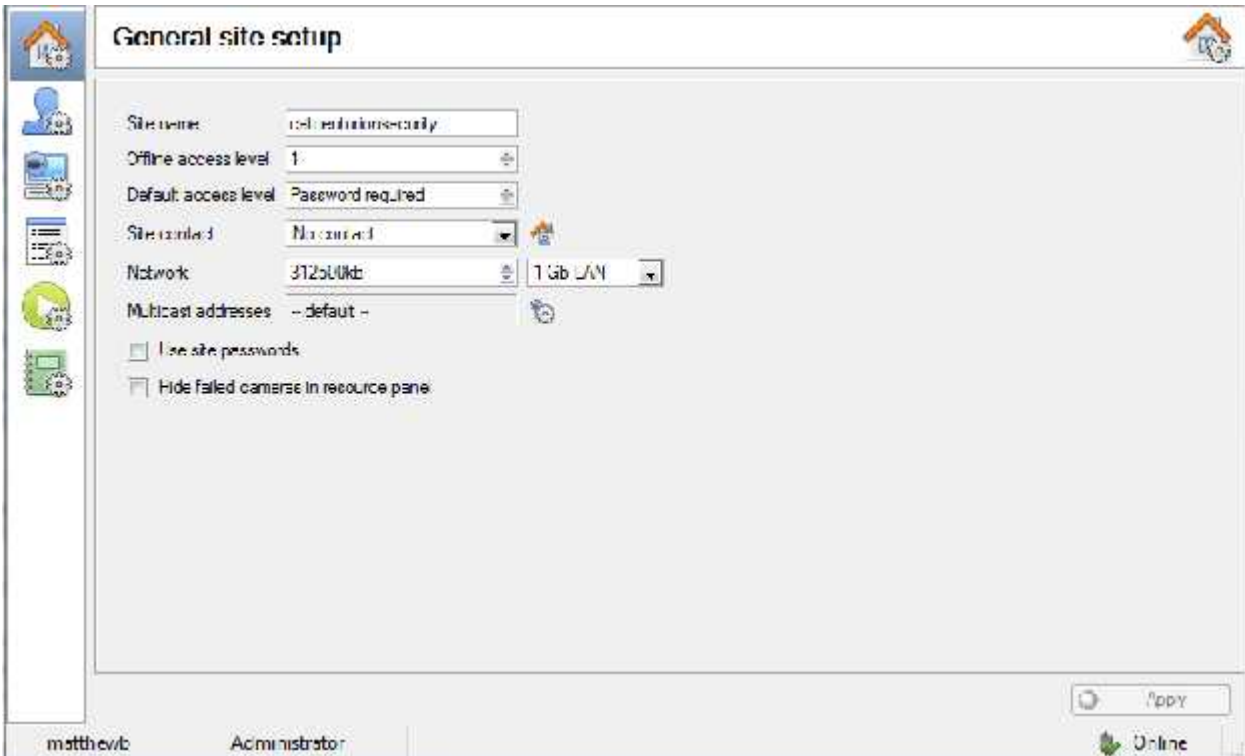 General site setup
Site name
Offline access level 1
Default access level Password required
Site contact No contact
Network 312500kb 1 Gb LAN
Multicast addresses -- default --
Use site passwords
Hide failed cameras in resource panel
Apply
matthewb Administrator Online